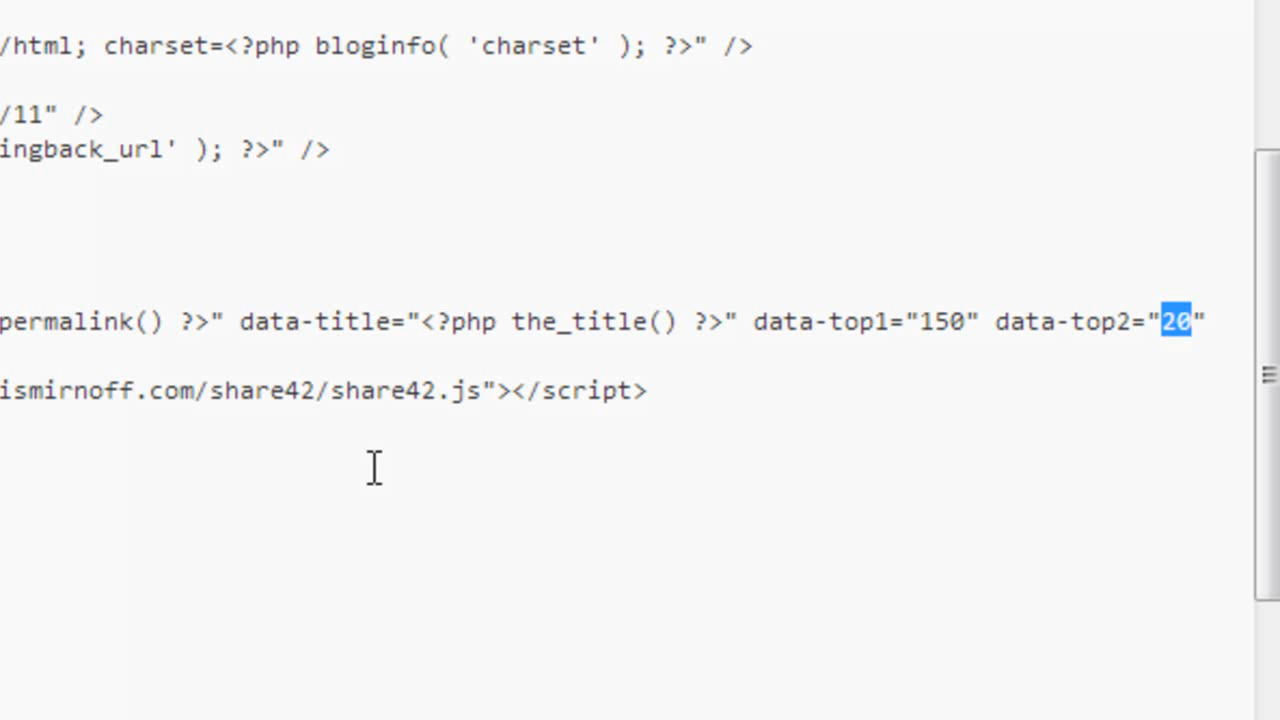 /html; charset=<?php bloginfo( 'charset' ); ?>" />
/11" />
ingback_url' ); ?>" />
permalink() ?>" data-title="<?php the_title() ?>" data-top1="150" data-top2="20"
ismirnoff.com/share42/share42.js"></script>